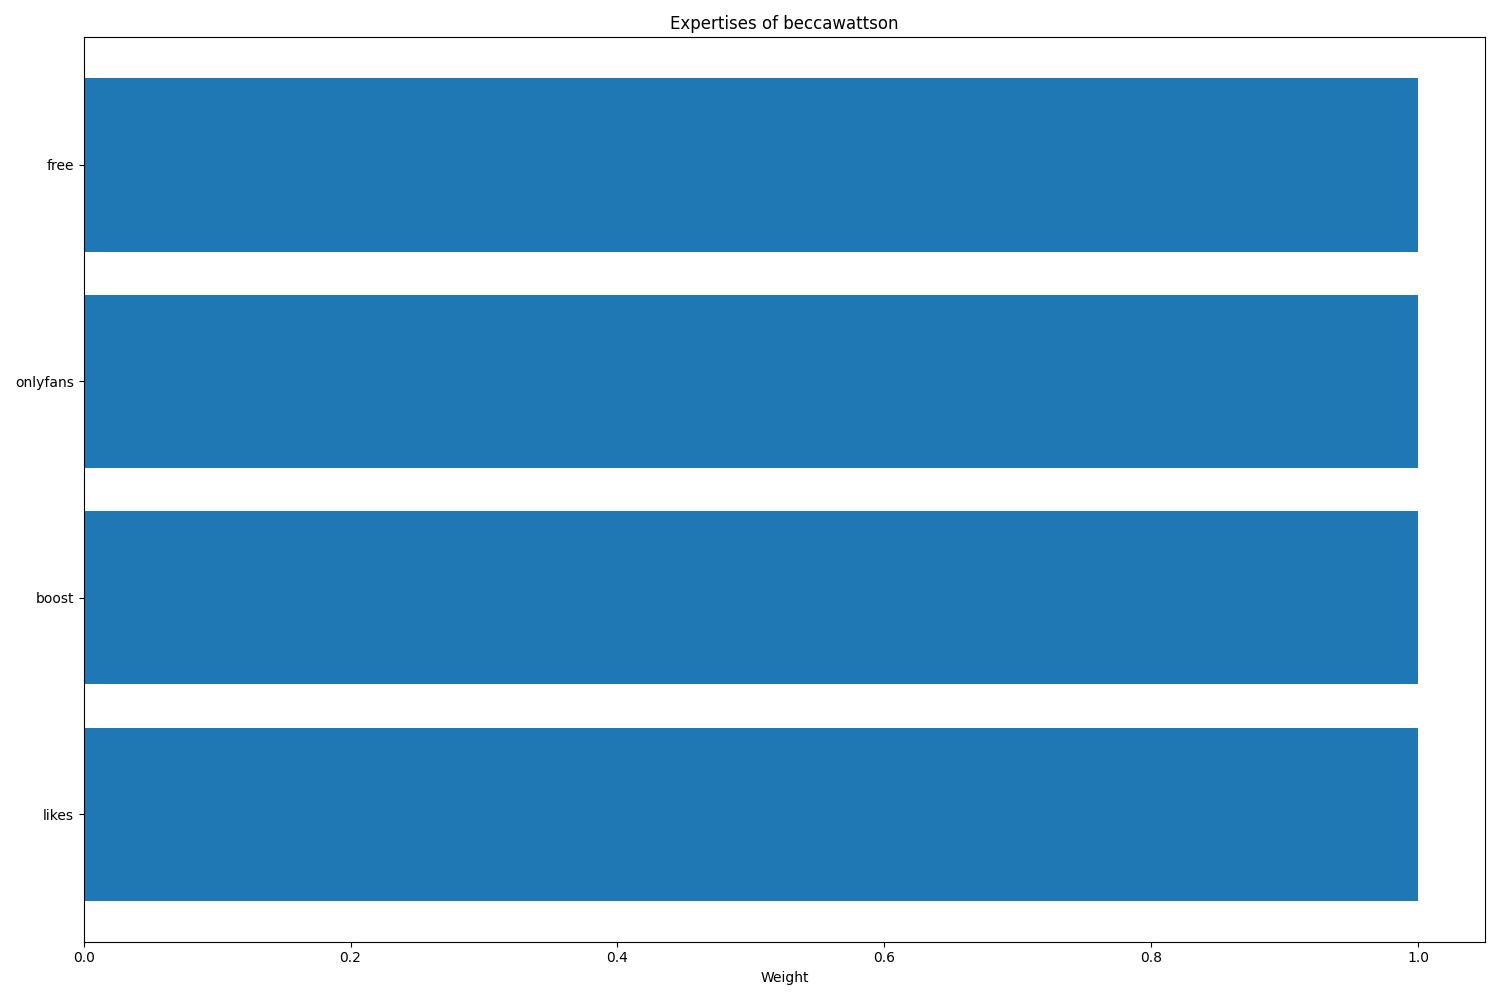 Expertises of beccawattson
free
onlyfans
boost
likes
0.0 0.2 0.4 0.6 0.8 1.0
Weight